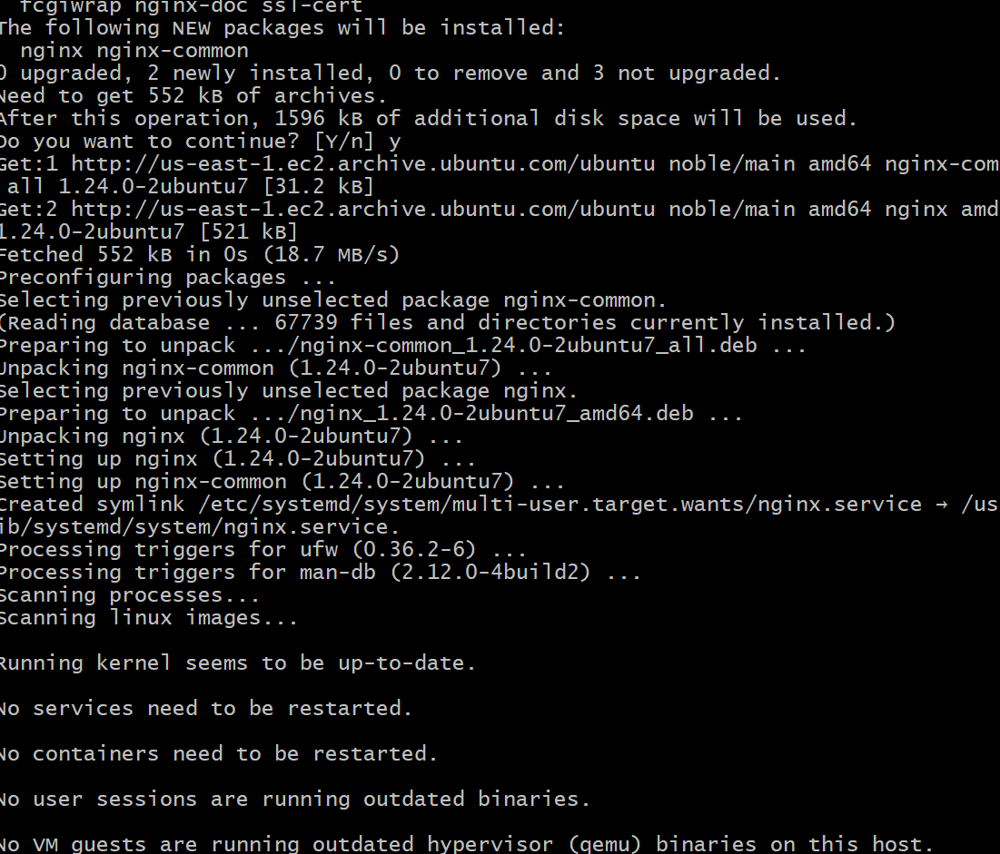 fcgiwrap nginx-doc ssl-cert
The following NEW packages will be installed:
nginx nginx-common
0 upgraded, 2 newly installed, 0 to remove and 3 not upgraded.
Need to get 552 kB of archives.
After this operation, 1596 kB of additional disk space will be used.
Do you want to continue? [Y/n] y
Get:1 http://us-east-1.ec2.archive.ubuntu.com/ubuntu noble/main amd64 nginx-com
all 1.24.0-2ubuntu7 [31.2 kB]
Get:2 http://us-east-1.ec2.archive.ubuntu.com/ubuntu noble/main amd64 nginx amd
1.24.0-2ubuntu7 [521 kB]
Fetched 552 kB in 0s (18.7 MB/s)
Preconfiguring packages ...
Selecting previously unselected package nginx-common.
(Reading database ... 67739 files and directories currently installed.)
Preparing to unpack .../nginx-common_1.24.0-2ubuntu7_all.deb ...
Unpacking nginx-common (1.24.0-2ubuntu7) ...
Selecting previously unselected package nginx.
Preparing to unpack .../nginx_1.24.0-2ubuntu7_amd64.deb ...
Unpacking nginx (1.24.0-2ubuntu7) ...
Setting up nginx (1.24.0-2ubuntu7) ...
Setting up nginx-common (1.24.0-2ubuntu7) ...
Created symlink /etc/systemd/system/multi-user.target.wants/nginx.service → /us
ib/systemd/system/nginx.service.
Processing triggers for ufw (0.36.2-6) ...
Processing triggers for man-db (2.12.0-4build2) ...
Scanning processes...
Scanning linux images...
Running kernel seems to be up-to-date.
No services need to be restarted.
No containers need to be restarted.
No user sessions are running outdated binaries.
No VM guests are running outdated hypervisor (qemu) binaries on this host.